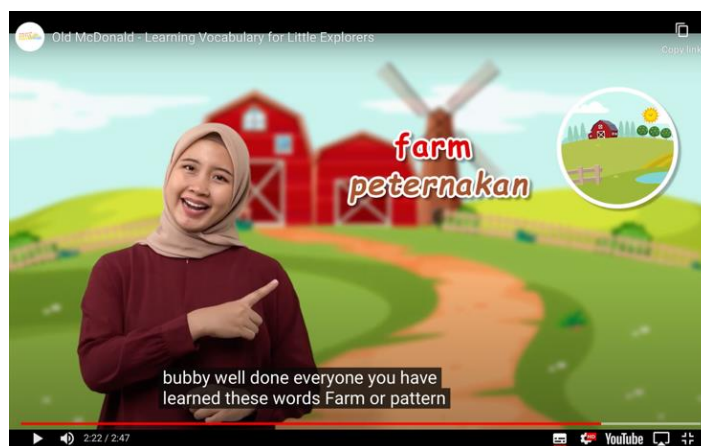 Old McDonald - Learning Vocabulary for Little Explorers
Copy link
farm
peternakan
bubby well done everyone you have
learned these words Farm or pattern
2:22 / 2:47
YouTube